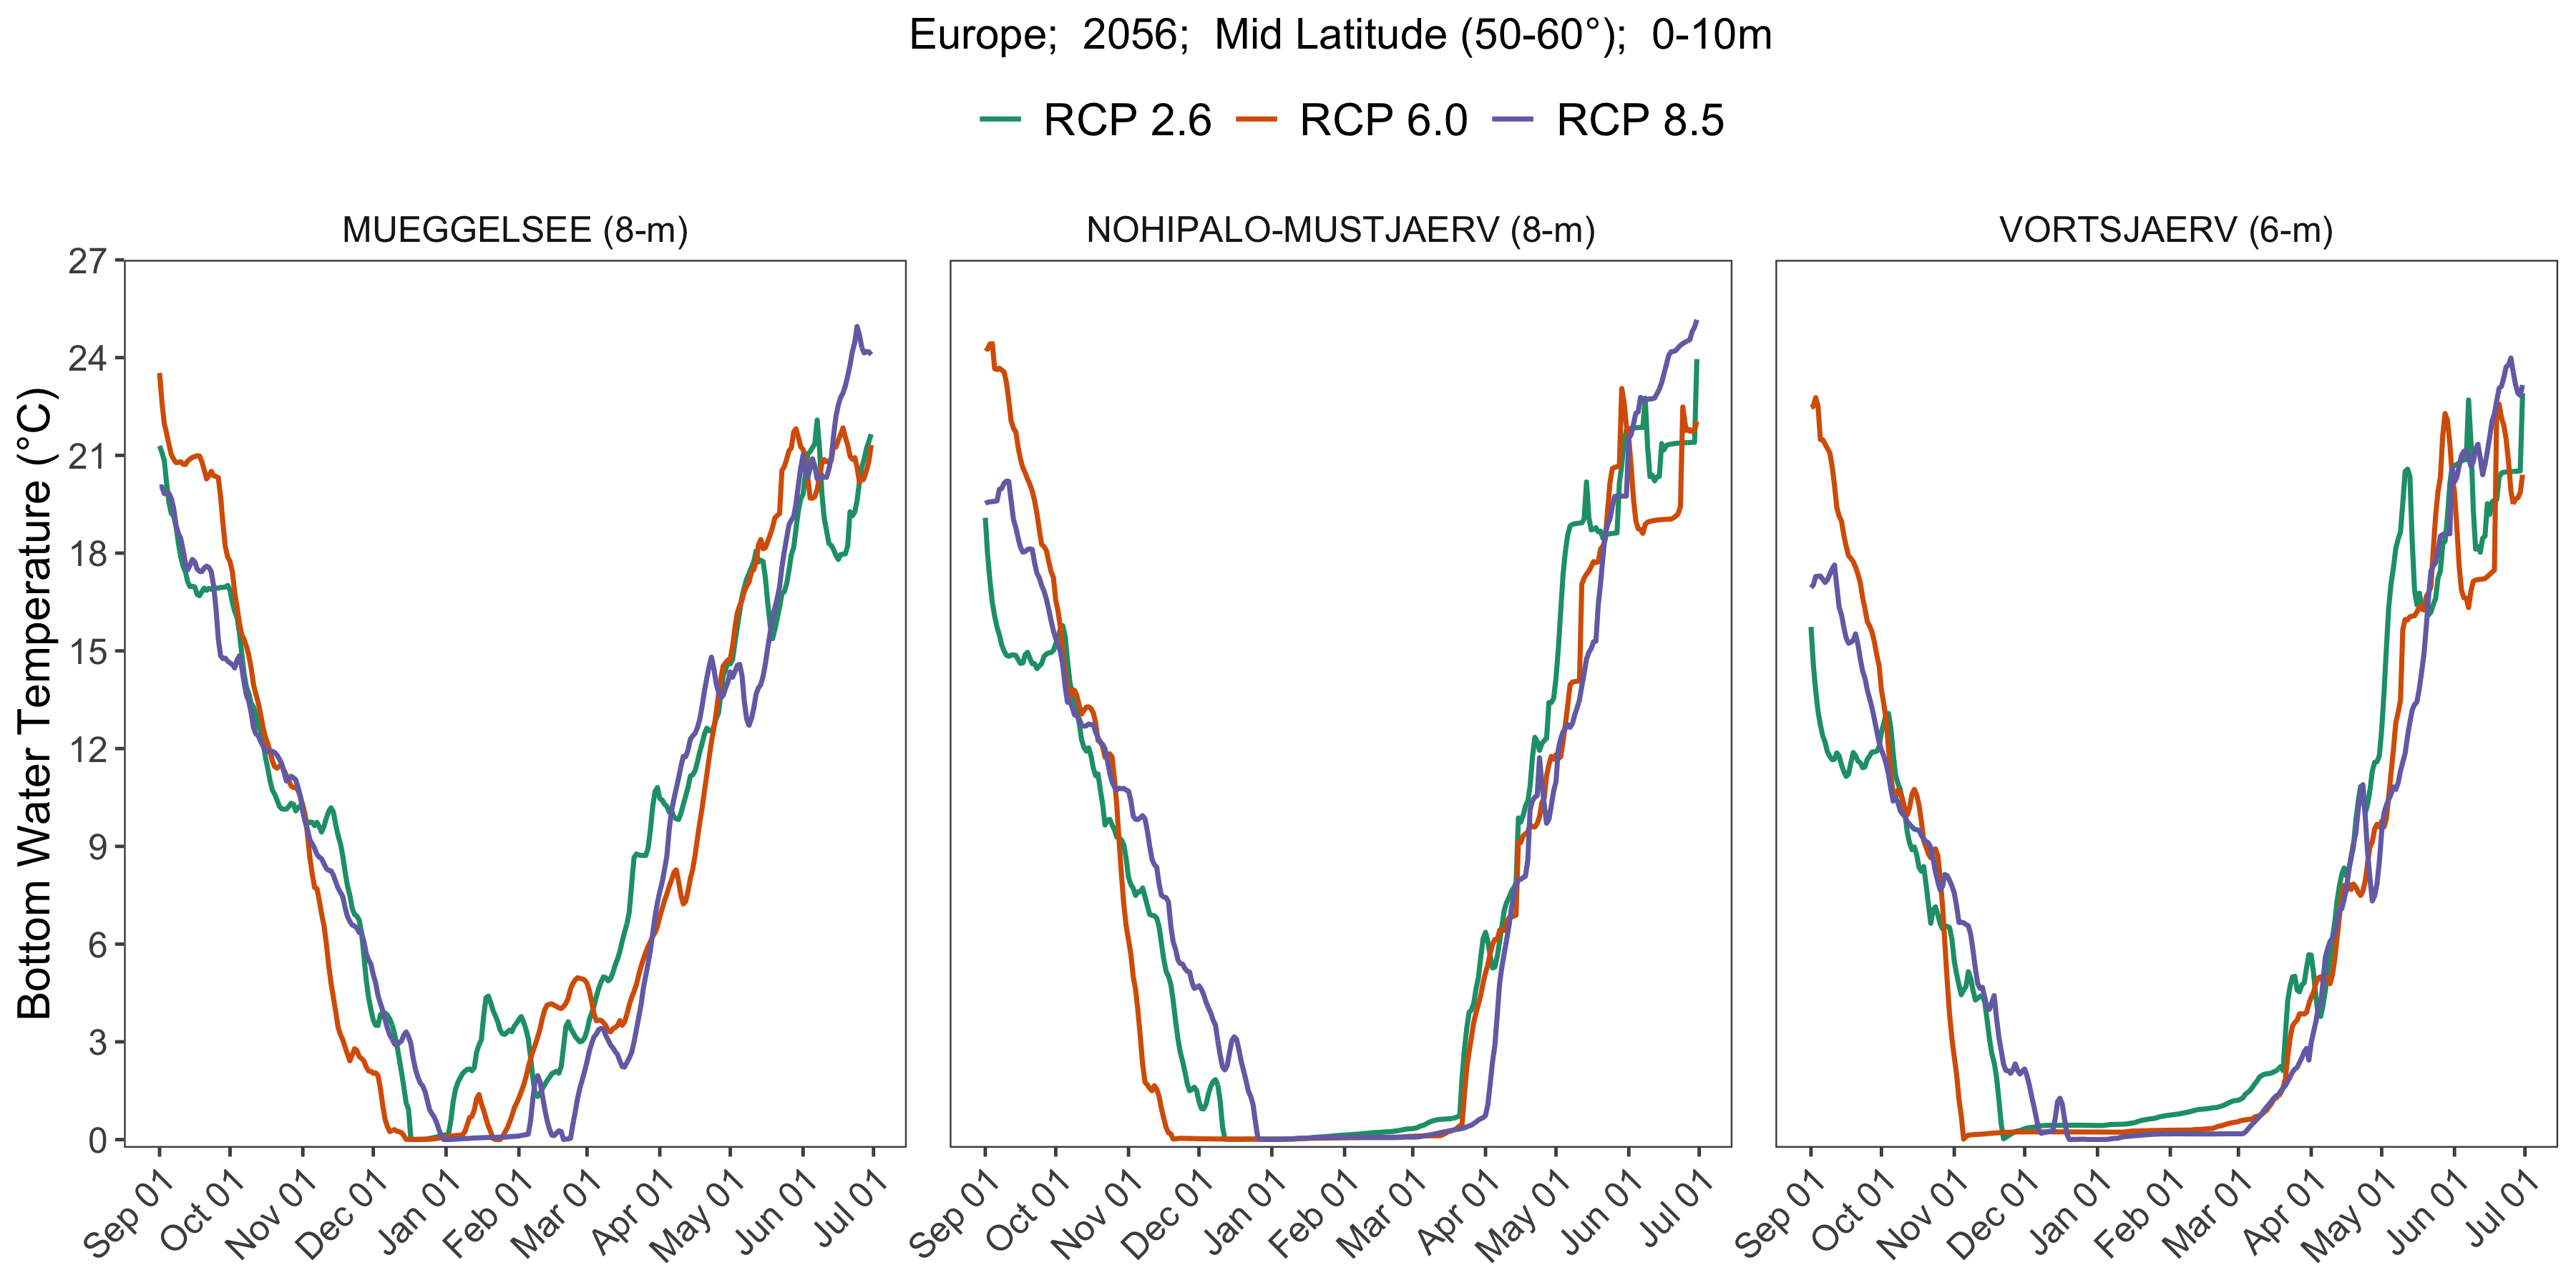 Europe;  2056;  Mid Latitude (50-60°);  0-10m
RCP 2.6 RCP 6.0 RCP 8.5
MUEGGELSEE (8-m) NOHIPALO-MUSTJAERV (8-m) VORTSJAERV (6-m)
Bottom Water Temperature (°C)
27
24
21
18
15
12
9
6
3
0
Sep 01 Oct 01 Nov 01 Dec 01 Jan 01 Feb 01 Mar 01 Apr 01 May 01 Jun 01 Jul 01
Sep 01 Oct 01 Nov 01 Dec 01 Jan 01 Feb 01 Mar 01 Apr 01 May 01 Jun 01 Jul 01
Sep 01 Oct 01 Nov 01 Dec 01 Jan 01 Feb 01 Mar 01 Apr 01 May 01 Jun 01 Jul 01